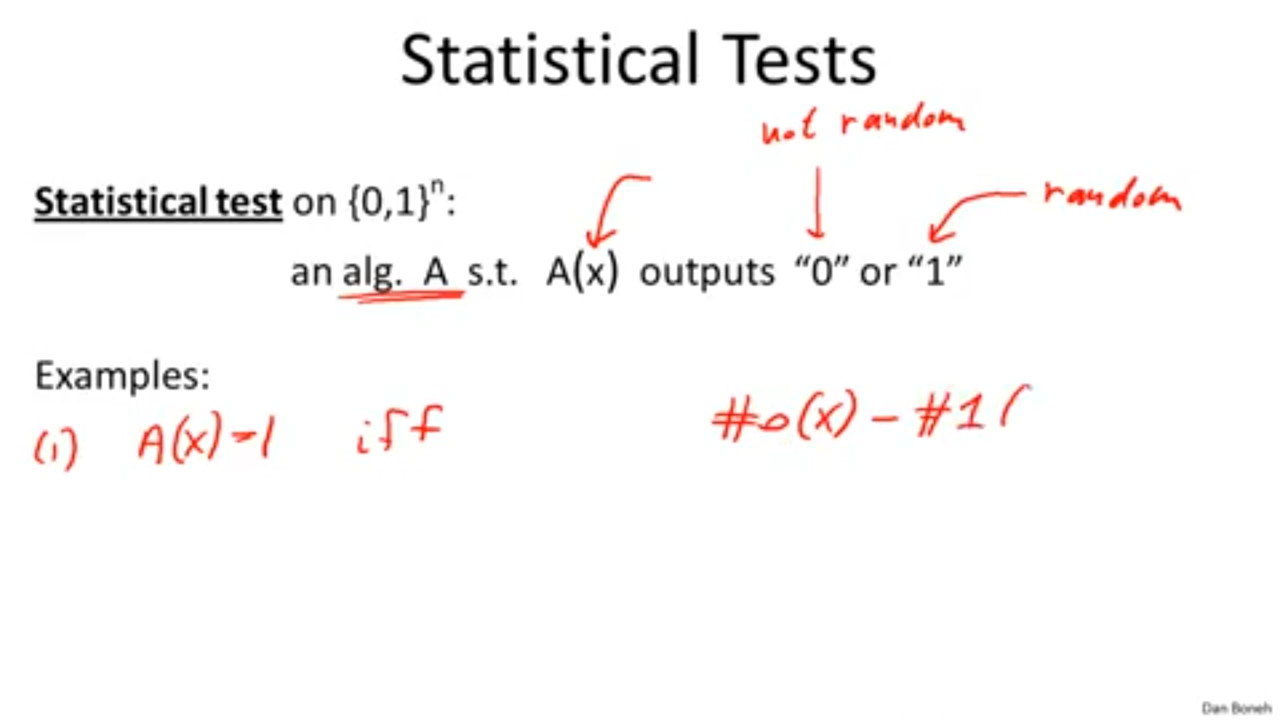 Statistical Tests
not random
Statistical test on {0,1}ⁿ:
random
an alg. A s.t. A(x) outputs “0” or “1”
Examples:
(1) A(x)=1 iff #0(x) - #1(
Dan Boneh